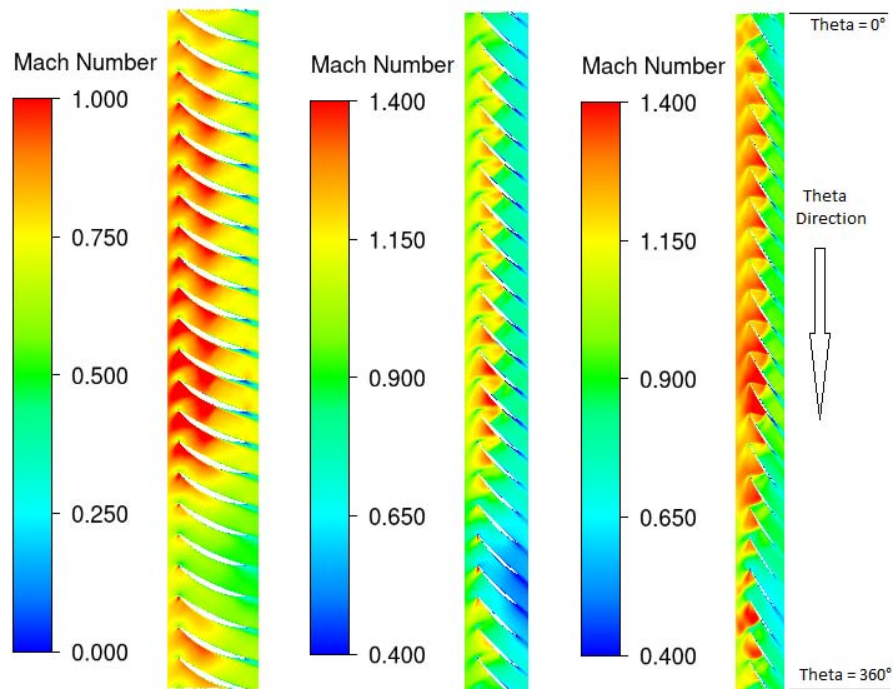 Mach Number
1.000
0.750
0.500
0.250
0.000
Mach Number
1.400
1.150
0.900
0.650
0.400
Mach Number
1.400
1.150
0.900
0.650
0.400
Theta = 0°
Theta
Direction
Theta = 360°